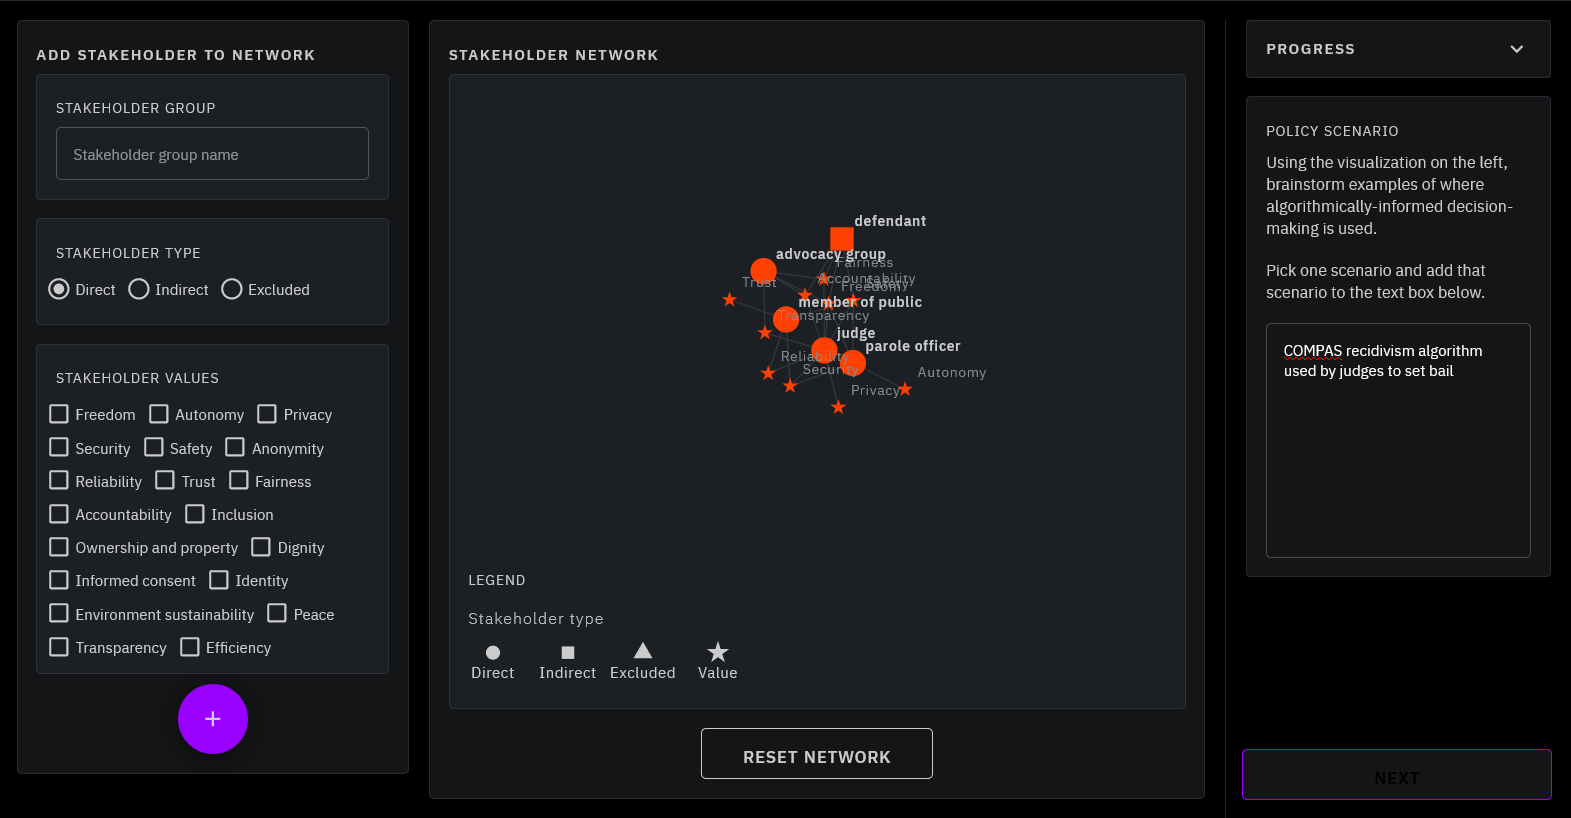 ADD STAKEHOLDER TO NETWORK
STAKEHOLDER GROUP
Stakeholder group name
STAKEHOLDER TYPE
Direct Indirect Excluded
STAKEHOLDER VALUES
Freedom Autonomy Privacy
Security Safety Anonymity
Reliability Trust Fairness
Accountability Inclusion
Ownership and property Dignity
Informed consent Identity
Environment sustainability Peace
Transparency Efficiency
+
STAKEHOLDER NETWORK
defendant
advocacy group
Fairness
Accountability
Trust
Freedom
Safety
member of public
Transparency
judge
parole officer
Reliability
Security
Autonomy
Privacy
LEGEND
Stakeholder type
Direct Indirect Excluded Value
RESET NETWORK
PROGRESS
POLICY SCENARIO
Using the visualization on the left,
brainstorm examples of where
algorithmically-informed decision-
making is used.
Pick one scenario and add that
scenario to the text box below.
COMPAS recidivism algorithm
used by judges to set bail
NEXT